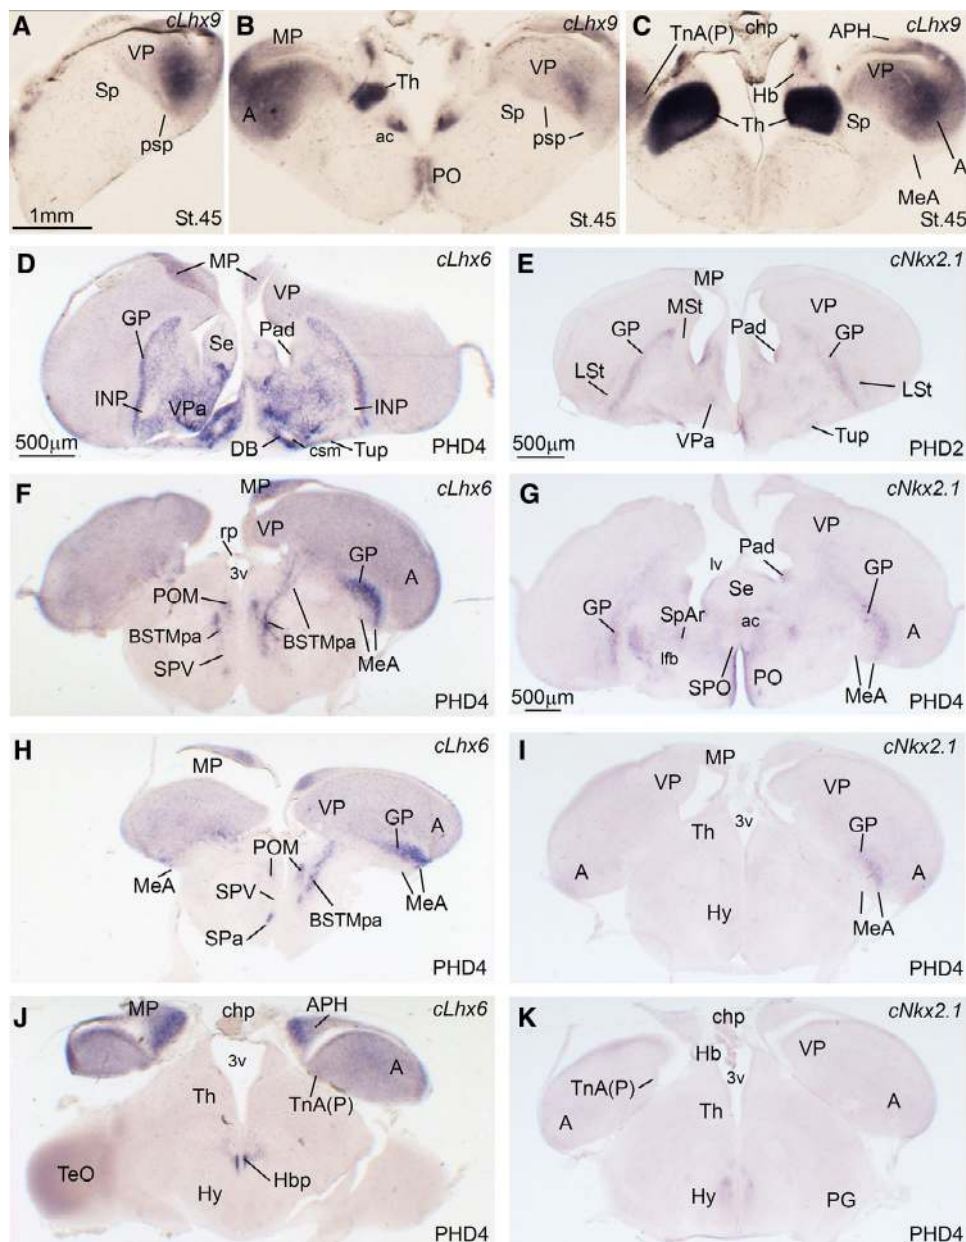 A
cLhx9
VP
Sp
psp
1mm
St.45
B
cLhx9
MP
VP
Th
A
ac
Sp
psp
PO
St.45
C
cLhx9
TnA(P)
chp
APH
VP
Hb
Th
Sp
A
MeA
St.45
D
cLhx6
MP
VP
GP
Pad
Se
INP
VPa
INP
DB
csm
Tup
500µm
PHD4
E
cNkx2.1
MP
MSt
VP
GP
Pad
GP
LSt
LSt
VPa
Tup
PHD2
F
cLhx6
MP
VP
rp
3v
GP
A
POM
BSTMpa
BSTMpa
MeA
SPV
PHD4
G
cNkx2.1
VP
Pad
lv
Se
GP
GP
SpAr
ac
A
lfb
SPO
PO
MeA
500µm
PHD4
H
cLhx6
MP
VP
GP
A
POM
MeA
MeA
SPV
BSTMpa
SPa
PHD4
I
cNkx2.1
MP
VP
VP
3v
Th
GP
A
A
Hy
MeA
PHD4
J
cLhx6
MP
chp
APH
3v
A
Th
TnA(P)
TeO
Hbp
Hy
PHD4
K
cNkx2.1
chp
Hb
VP
3v
TnA(P)
Th
A
A
Hy
PG
PHD4